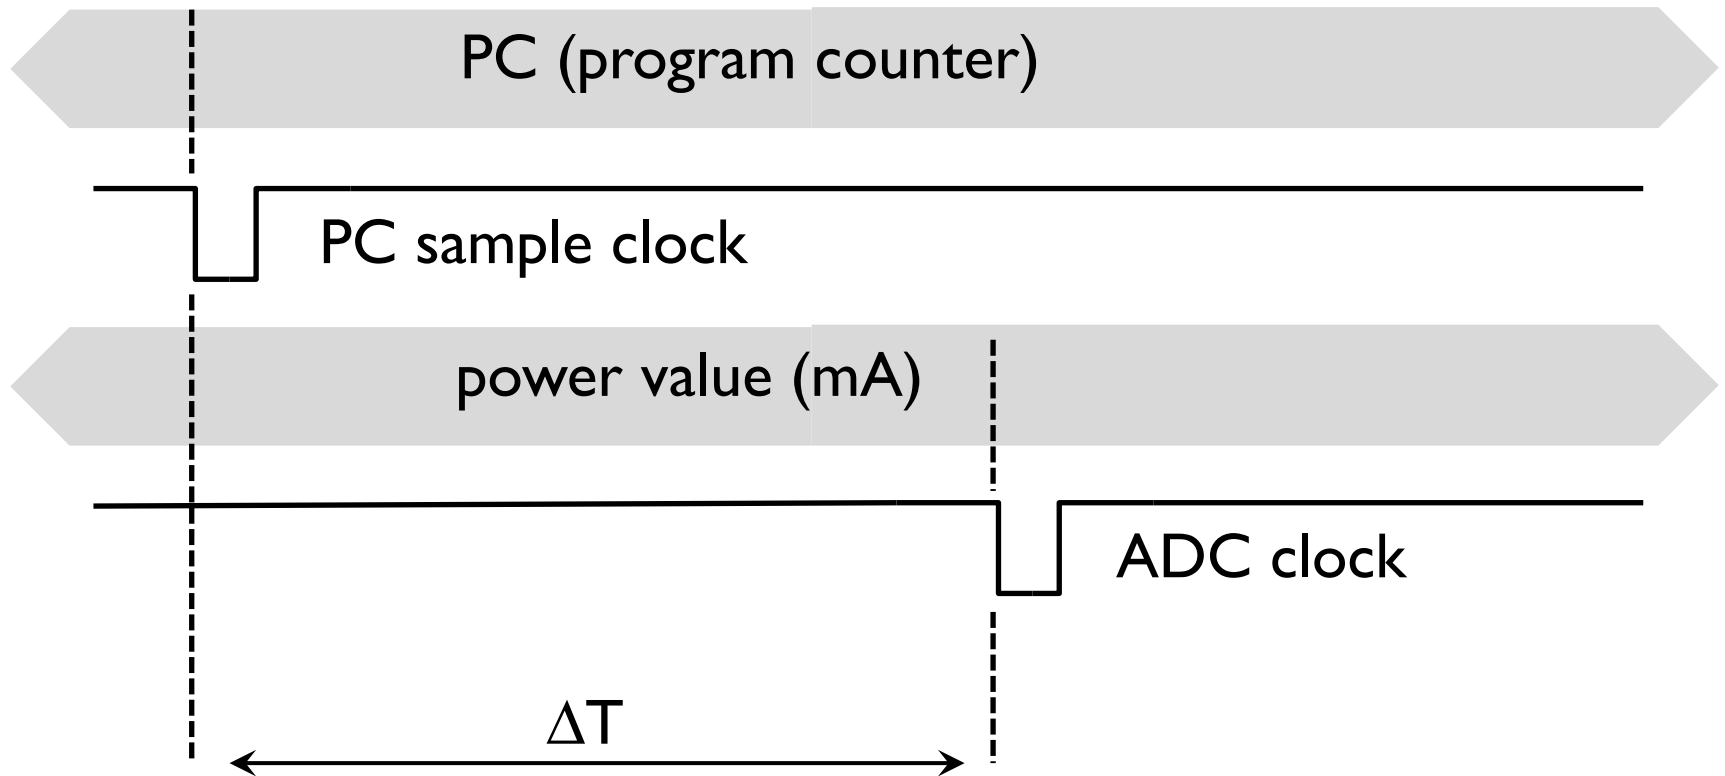 PC (program counter)
PC sample clock
power value (mA)
ADC clock
ΔT